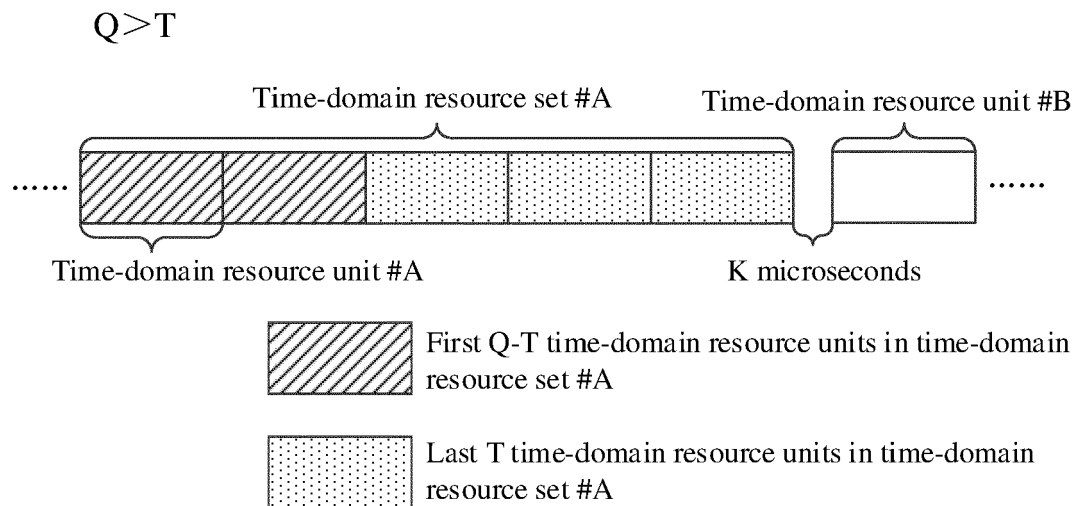 Q>T
Time-domain resource set #A
Time-domain resource unit #B
......
......
Time-domain resource unit #A
K microseconds
First Q-T time-domain resource units in time-domain
resource set #A
Last T time-domain resource units in time-domain
resource set #A